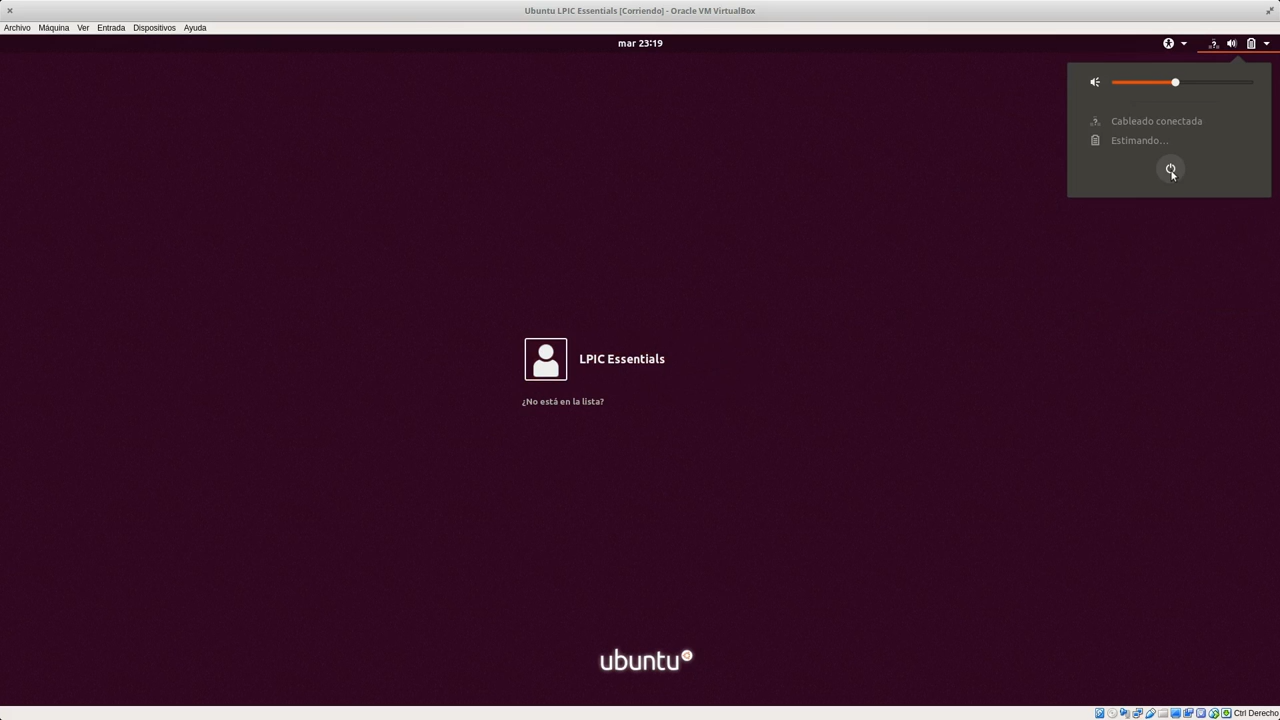 Ubuntu LPIC Essentials [Corriendo] - Oracle VM VirtualBox
Archivo Máquina Ver Entrada Dispositivos Ayuda
mar 23:19
Cableado conectada
Estimando…
LPIC Essentials
¿No está en la lista?
ubuntu
Ctrl Derecho